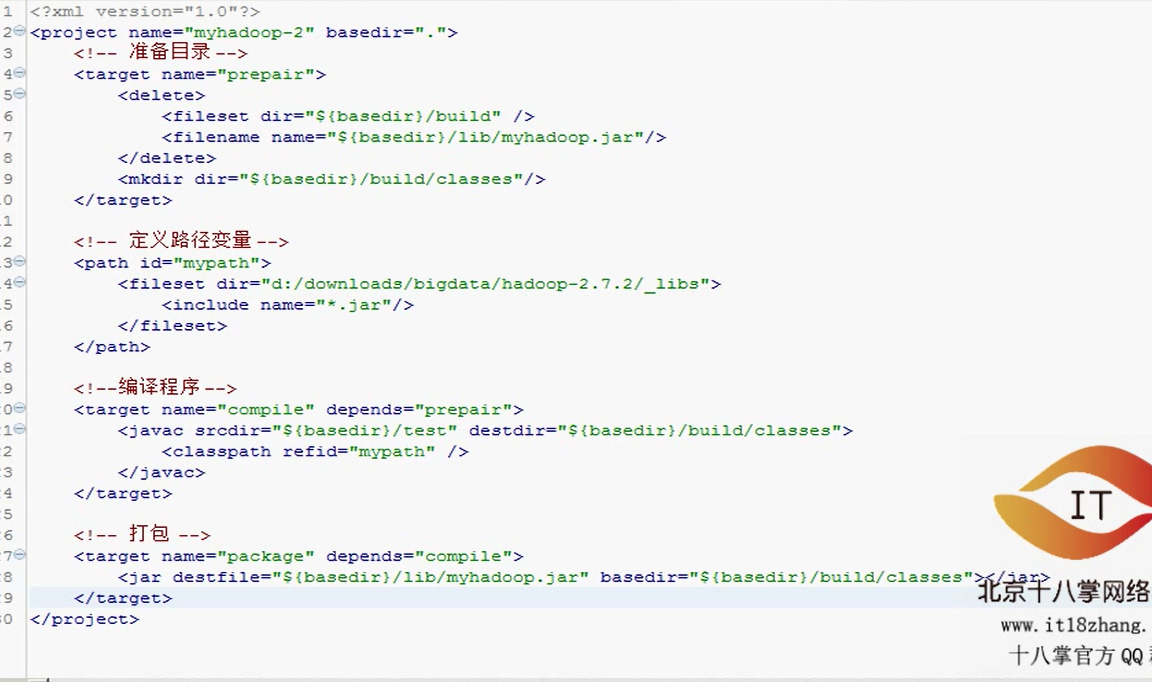 1 <?xml version="1.0"?>
2 <project name="myhadoop-2" basedir=".">
3 <!-- 准备目录 -->
4 <target name="prepair">
5 <delete>
6 <fileset dir="${basedir}/build" />
7 <filename name="${basedir}/lib/myhadoop.jar"/>
8 </delete>
9 <mkdir dir="${basedir}/build/classes"/>
0 </target>
1
2 <!-- 定义路径变量 -->
3 <path id="mypath">
4 <fileset dir="d:/downloads/bigdata/hadoop-2.7.2/_libs">
5 <include name="*.jar"/>
6 </fileset>
7 </path>
8
9 <!--编译程序 -->
0 <target name="compile" depends="prepair">
1 <javac srcdir="${basedir}/test" destdir="${basedir}/build/classes">
2 <classpath refid="mypath" />
3 </javac>
4 </target>
5
6 <!-- 打包 -->
7 <target name="package" depends="compile">
8 <jar destfile="${basedir}/lib/myhadoop.jar" basedir="${basedir}/build/classes"></jar>
9 </target>
0 </project>
IT
北京十八掌网络
www.it18zhang.
十八掌官方QQ